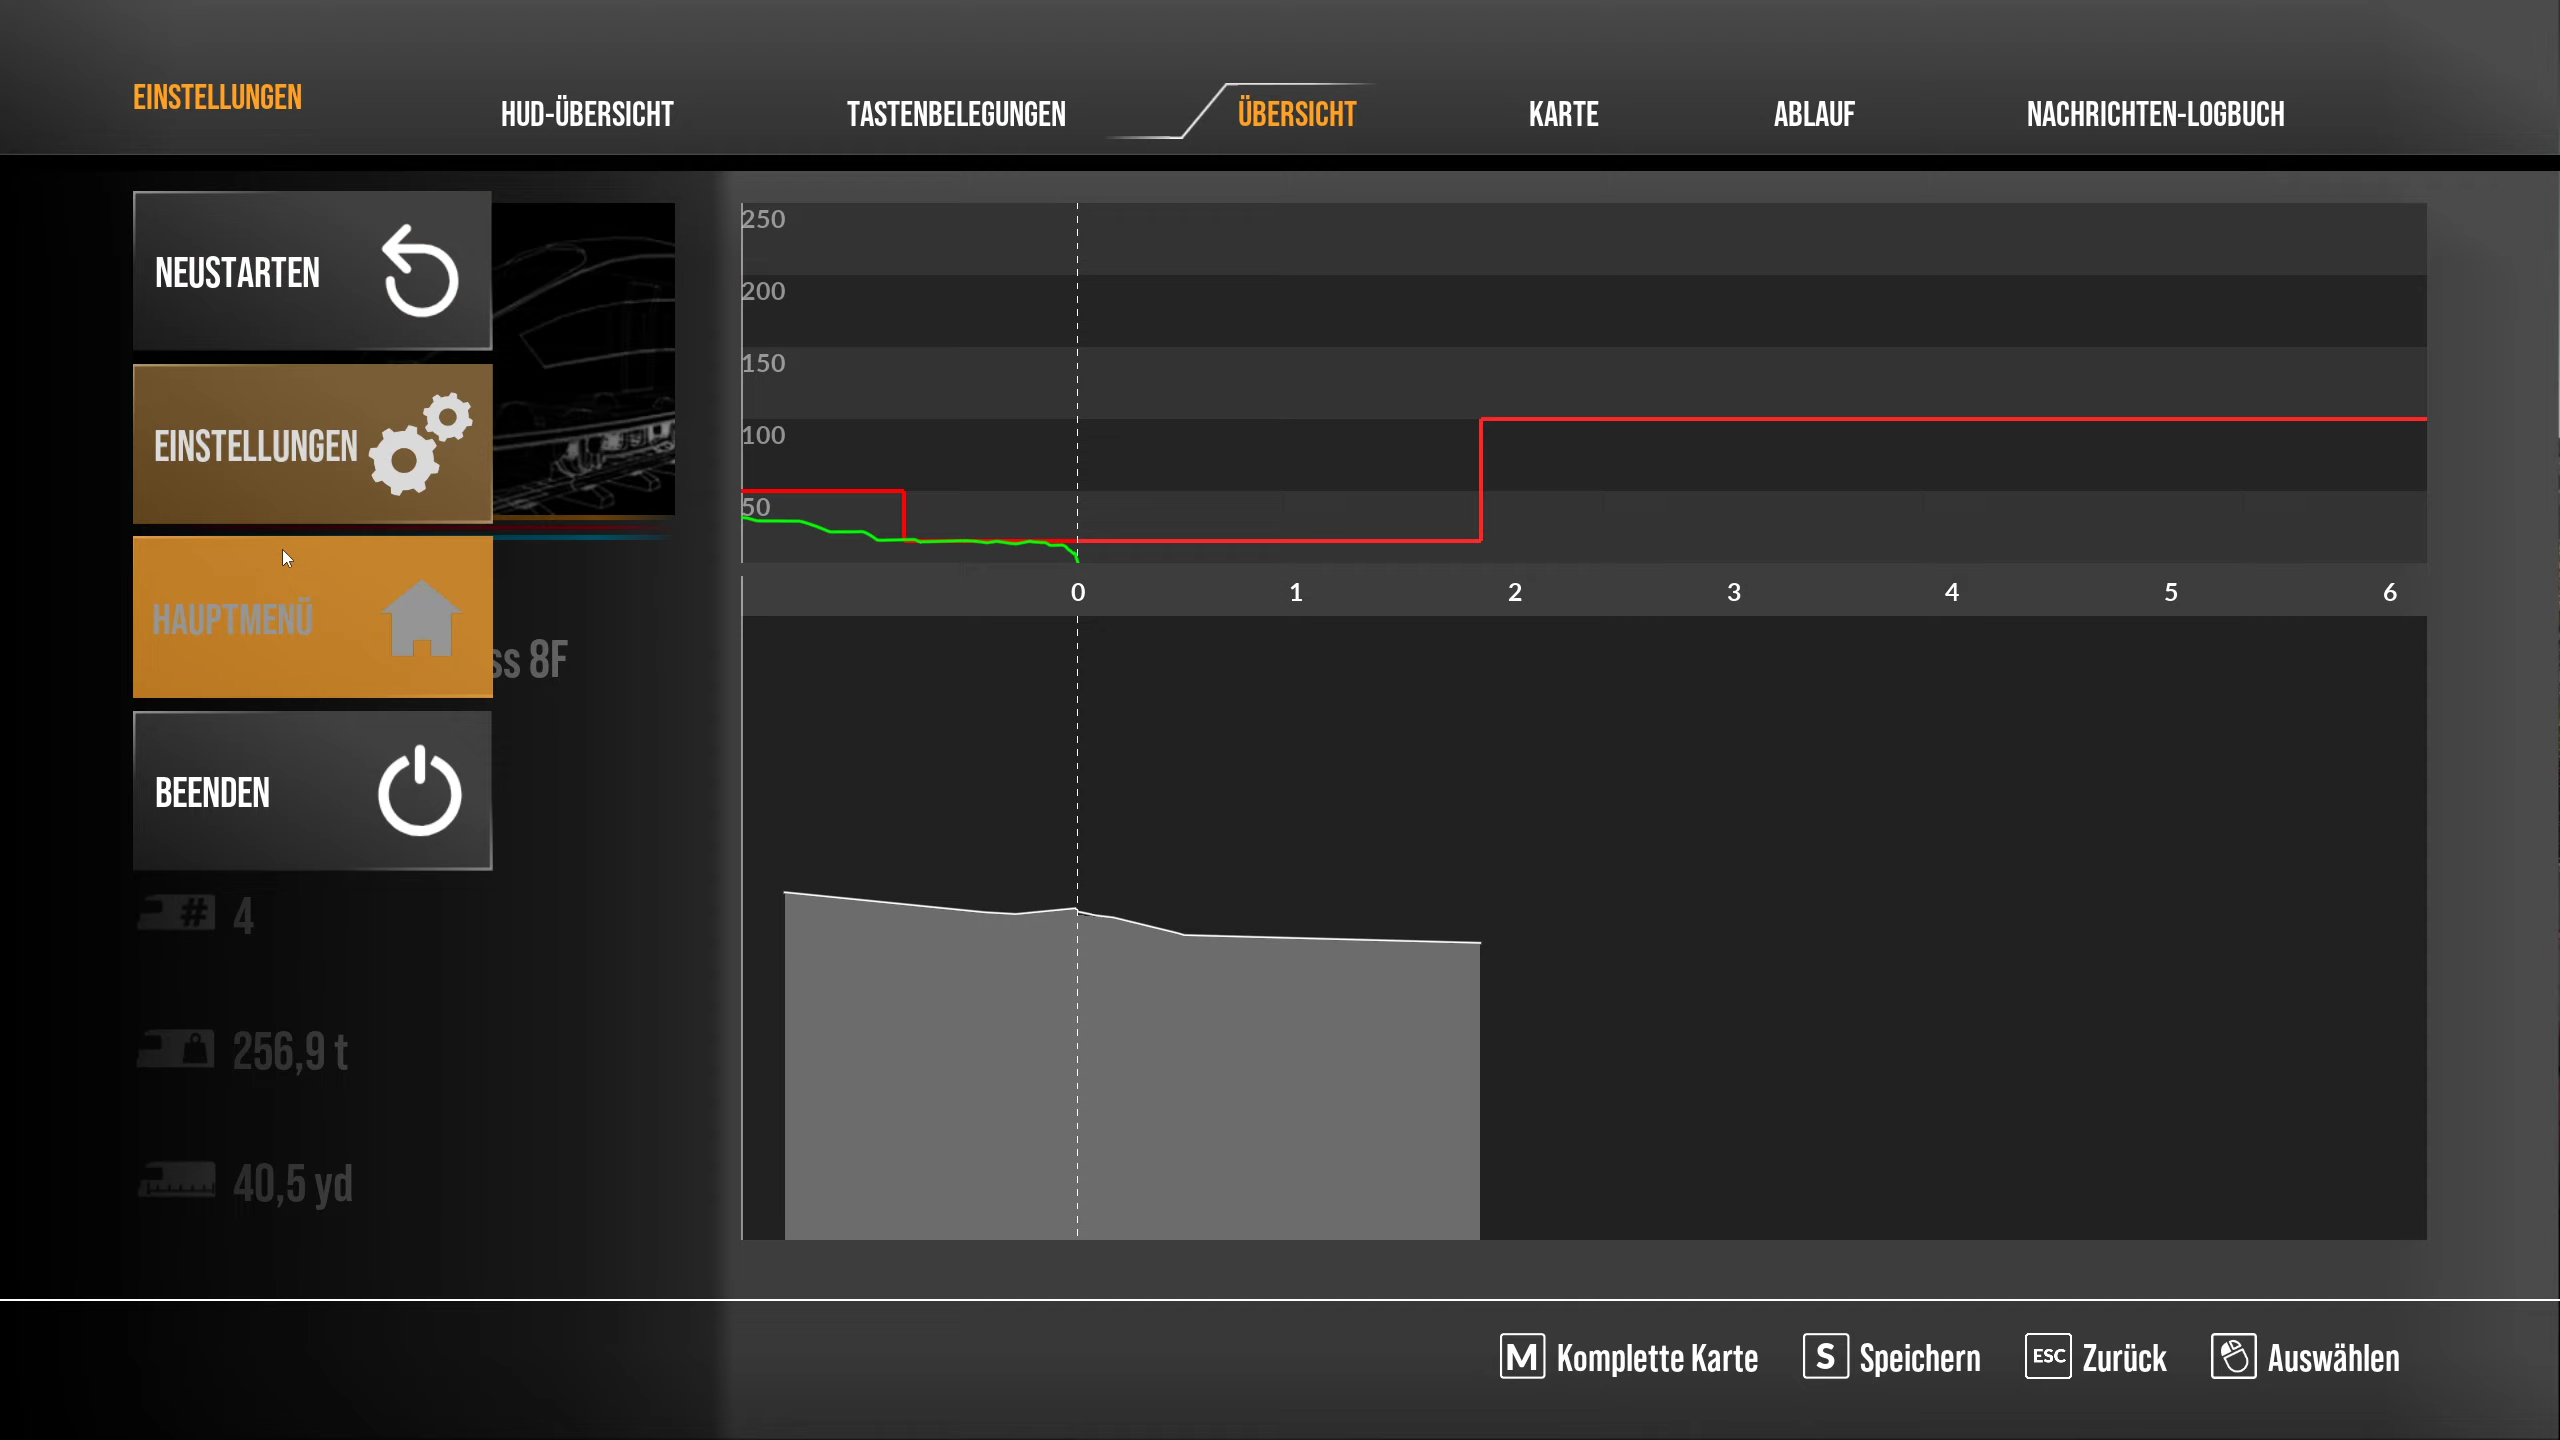 EINSTELLUNGEN
HUD-ÜBERSICHT
TASTENBELEGUNGEN
ÜBERSICHT
KARTE
ABLAUF
NACHRICHTEN-LOGBUCH
NEUSTARTEN
EINSTELLUNGEN
HAUPTMENÜ
BEENDEN
ss 8F
# 4
256,9 t
40,5 yd
250
200
150
100
50
0 1 2 3 4 5 6
M Komplette Karte
S Speichern
ESC Zurück
Auswählen